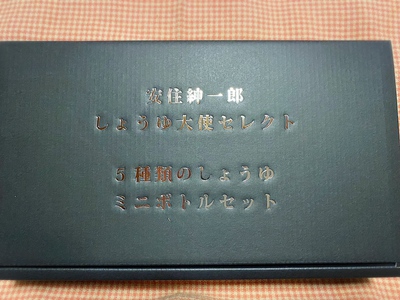 安住紳一郎
しょうゆ大使セレクト
5種類のしょうゆ
ミニボトルセット